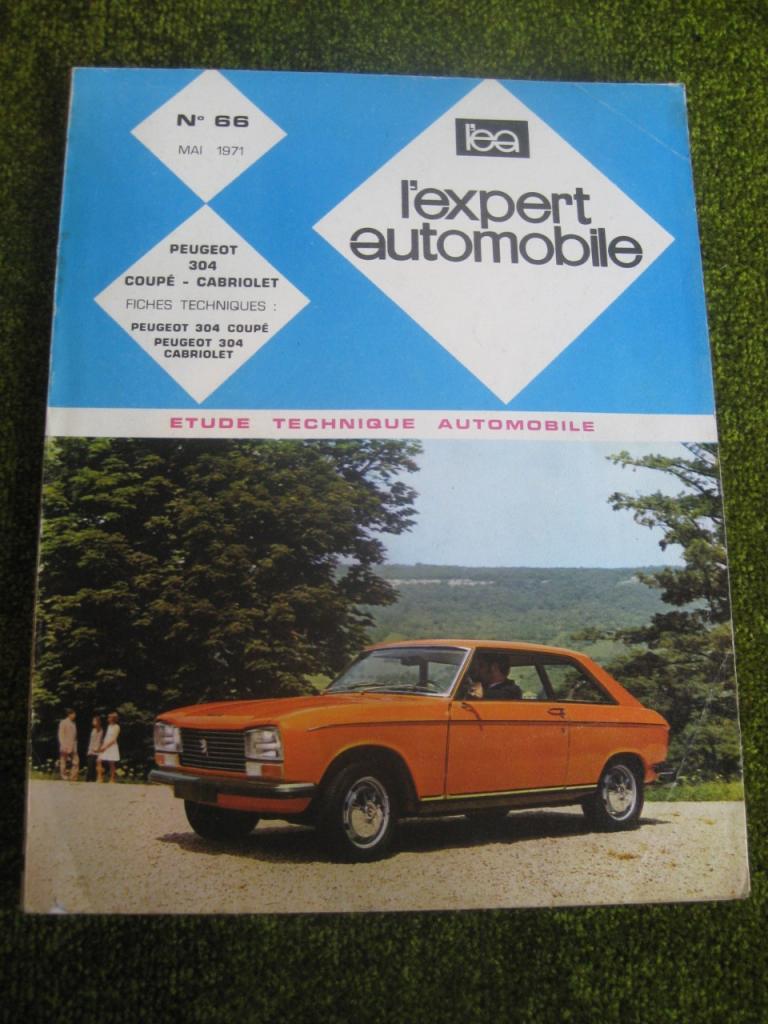 N° 66
MAI 1971
l'ea
l'expert
automobile
PEUGEOT
304
COUPÉ - CABRIOLET
FICHES TECHNIQUES :
PEUGEOT 304 COUPÉ
PEUGEOT 304
CABRIOLET
ETUDE TECHNIQUE AUTOMOBILE